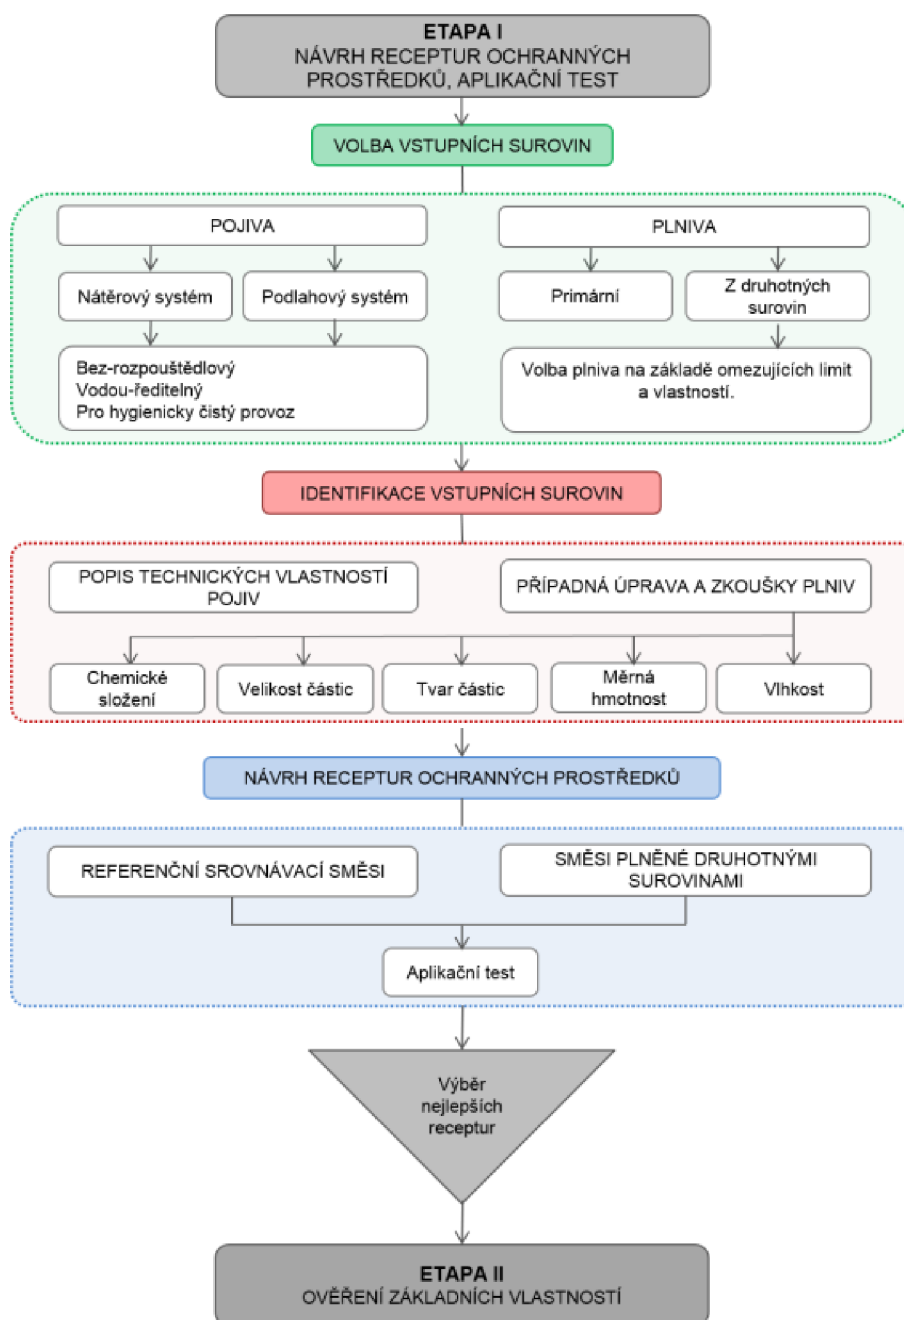 ETAPA I
NÁVRH RECEPTUR OCHRANNÝCH
PROSTŘEDKŮ, APLIKAČNÍ TEST
VOLBA VSTUPNÍCH SUROVIN
POJIVA
PLNIVA
Nátěrový systém
Podlahový systém
Primární
Z druhotných
surovin
Bez-rozpouštědlový
Vodou-ředitelný
Pro hygienicky čistý provoz
Volba plniva na základě omezujících limit
a vlastností.
IDENTIFIKACE VSTUPNÍCH SUROVIN
POPIS TECHNICKÝCH VLASTNOSTÍ
POJIV
PŘÍPADNÁ ÚPRAVA A ZKOUŠKY PLNIV
Chemické
složení
Velikost částic
Tvar částic
Měrná
hmotnost
Vlhkost
NÁVRH RECEPTUR OCHRANNÝCH PROSTŘEDKŮ
REFERENČNÍ SROVNÁVACÍ SMĚSI
SMĚSI PLNĚNÉ DRUHOTNÝMI
SUROVINAMI
Aplikační test
Výběr
nejlepších
receptur
ETAPA II
OVĚŘENÍ ZÁKLADNÍCH VLASTNOSTÍ